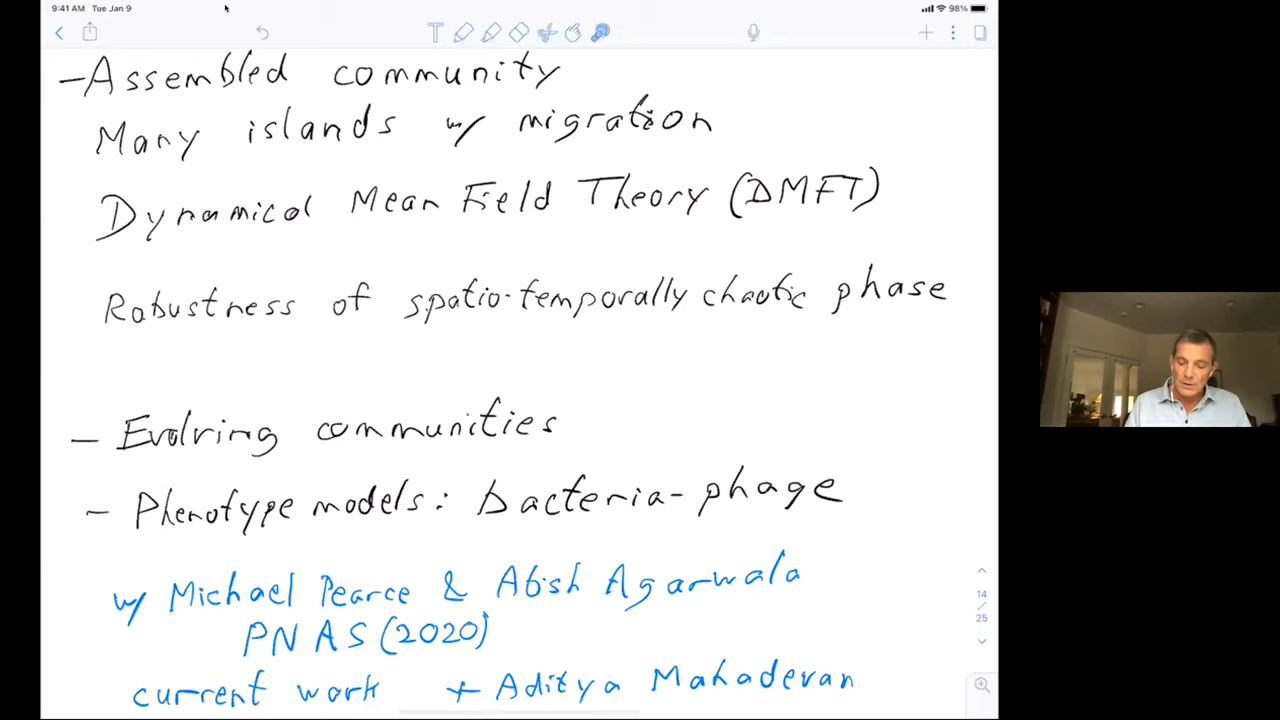 9:41 AM Tue Jan 9 98%
-Assembled community
Many islands w/ migration
Dynamical Mean Field Theory (DMFT)
Robustness of spatio-temporally chaotic phase
- Evolving communities
- Phenotype models: bacteria-phage
w/ Michael Pearce & Atish Agarwala
PNAS (2020)
current work + Aditya Mahadevan
14
25